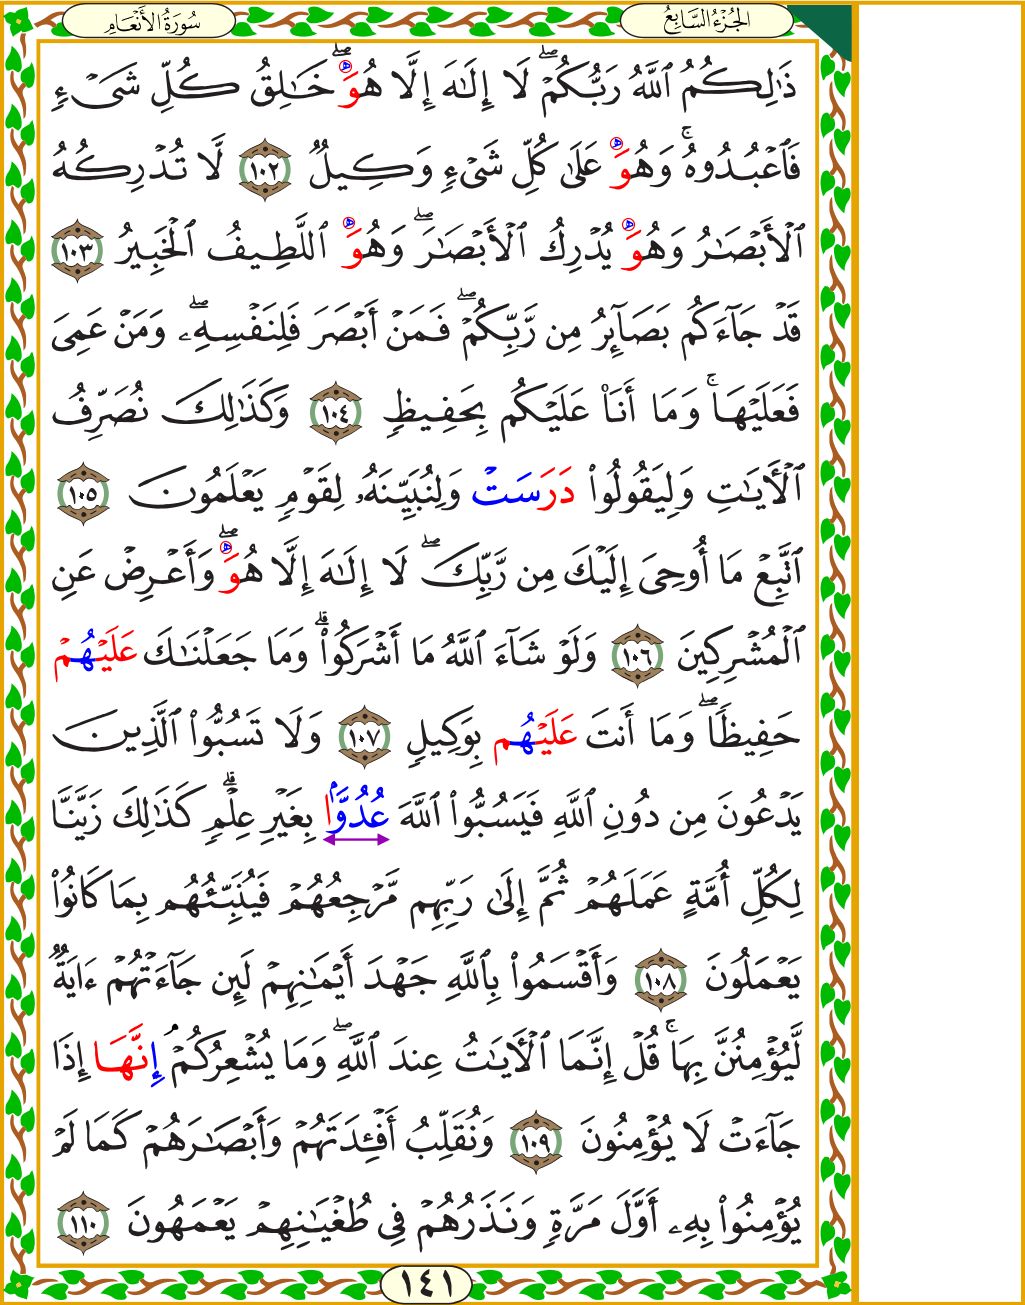 الجُزْءُ السَّابِعُ
سُورَةُ الأَنْعَامِ
ذَٰلِكُمُ ٱللَّهُ رَبُّكُمْۖ لَا إِلَٰهَ إِلَّا هُوَۖ خَٰلِقُ كُلِّ شَىْءٍ
فَٱعْبُدُوهُۚ وَهُوَ عَلَىٰ كُلِّ شَىْءٍ وَكِيلٌ ١٠٢ لَّا تُدْرِكُهُ
ٱلْأَبْصَٰرُ وَهُوَ يُدْرِكُ ٱلْأَبْصَٰرَۖ وَهُوَ ٱللَّطِيفُ ٱلْخَبِيرُ ١٠٣
قَدْ جَآءَكُم بَصَآئِرُ مِن رَّبِّكُمْۖ فَمَنْ أَبْصَرَ فَلِنَفْسِهِۦۖ وَمَنْ عَمِىَ
فَعَلَيْهَاۚ وَمَا أَنَا۠ عَلَيْكُم بِحَفِيظٍ ١٠٤ وَكَذَٰلِكَ نُصَرِّفُ
ٱلْأَيَٰتِ وَلِيَقُولُوا۟ دَرَسَتْ وَلِنُبَيِّنَهُۥ لِقَوْمٍ يَعْلَمُونَ ١٠٥
ٱتَّبِعْ مَا أُوحِىَ إِلَيْكَ مِن رَّبِّكَۖ لَا إِلَٰهَ إِلَّا هُوَۖ وَأَعْرِضْ عَنِ
ٱلْمُشْرِكِينَ ١٠٦ وَلَوْ شَآءَ ٱللَّهُ مَا أَشْرَكُوا۟ۗ وَمَا جَعَلْنَٰكَ عَلَيْهُمْ
حَفِيظًاۖ وَمَا أَنتَ عَلَيْهُم بِوَكِيلٍ ١٠٧ وَلَا تَسُبُّوا۟ ٱلَّذِينَ
يَدْعُونَ مِن دُونِ ٱللَّهِ فَيَسُبُّوا۟ ٱللَّهَ عُدُوًّا بِغَيْرِ عِلْمٍۗ كَذَٰلِكَ زَيَّنَّا
لِكُلِّ أُمَّةٍ عَمَلَهُمْ ثُمَّ إِلَىٰ رَبِّهِم مَّرْجِعُهُمْ فَيُنَبِّئُهُم بِمَا كَانُوا۟
يَعْمَلُونَ ١٠٨ وَأَقْسَمُوا۟ بِٱللَّهِ جَهْدَ أَيْمَٰنِهِمْ لَئِن جَآءَتْهُمْ ءَايَةٌ
لَّيُؤْمِنُنَّ بِهَاۚ قُلْ إِنَّمَا ٱلْأَيَٰتُ عِندَ ٱللَّهِۖ وَمَا يُشْعِرُكُمْ إِنَّهَا إِذَا
جَآءَتْ لَا يُؤْمِنُونَ ١٠٩ وَنُقَلِّبُ أَفْـِٔدَتَهُمْ وَأَبْصَٰرَهُمْ كَمَا لَمْ
يُؤْمِنُوا۟ بِهِۦ أَوَّلَ مَرَّةٍ وَنَذَرُهُمْ فِى طُغْيَٰنِهِمْ يَعْمَهُونَ ١١٠
١٤١